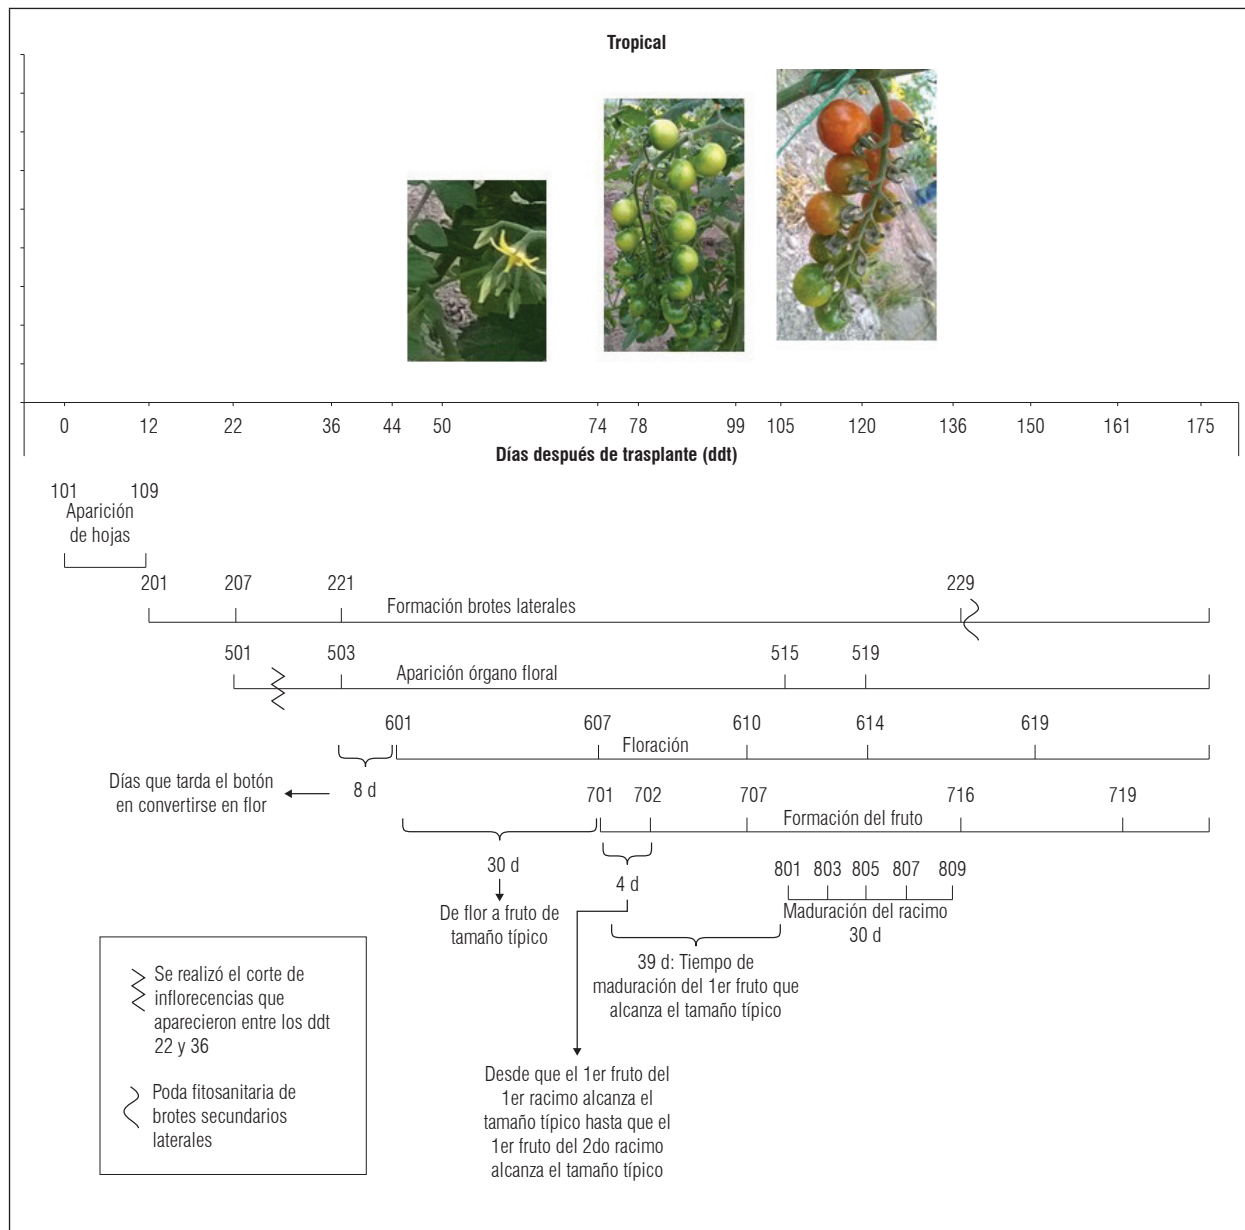 Tropical
0 12 22 36 44 50 74 78 99 105 120 136 150 161 175
Días después de trasplante (ddt)
101 109
Aparición
de hojas
201 207 221 229
Formación brotes laterales
501 503 515 519
Aparición órgano floral
601 607 610 614 619
Floración
Días que tarda el botón
en convertirse en flor
8 d
701 702 707 716 719
Formación del fruto
30 d
De flor a fruto de
tamaño típico
4 d
801 803 805 807 809
Maduración del racimo
30 d
39 d: Tiempo de
maduración del 1er fruto que
alcanza el tamaño típico
Desde que el 1er fruto del
1er racimo alcanza el
tamaño típico hasta que el
1er fruto del 2do racimo
alcanza el tamaño típico
Se realizó el corte de
inflorecencias que
aparecieron entre los ddt
22 y 36
Poda fitosanitaria de
brotes secundarios
laterales